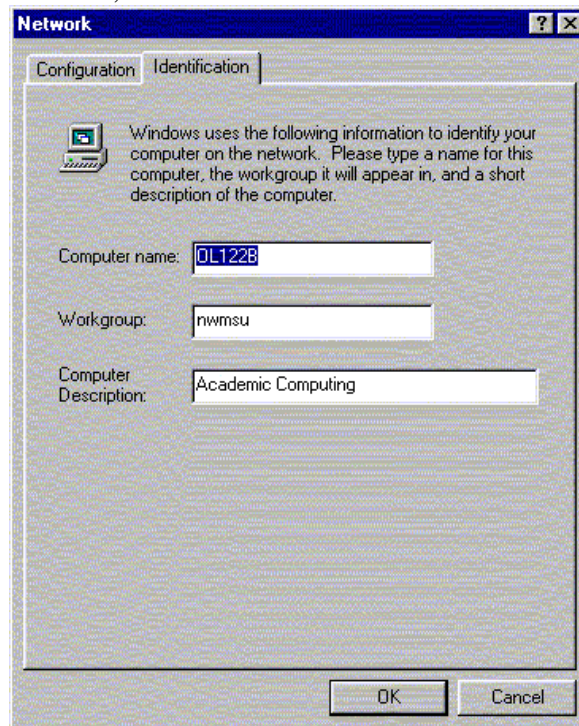 Network
Configuration Identification
Windows uses the following information to identify your
computer on the network. Please type a name for this
computer, the workgroup it will appear in, and a short
description of the computer.
Computer name: OL122B
Workgroup: nwmsu
Computer
Description: Academic Computing
OK Cancel